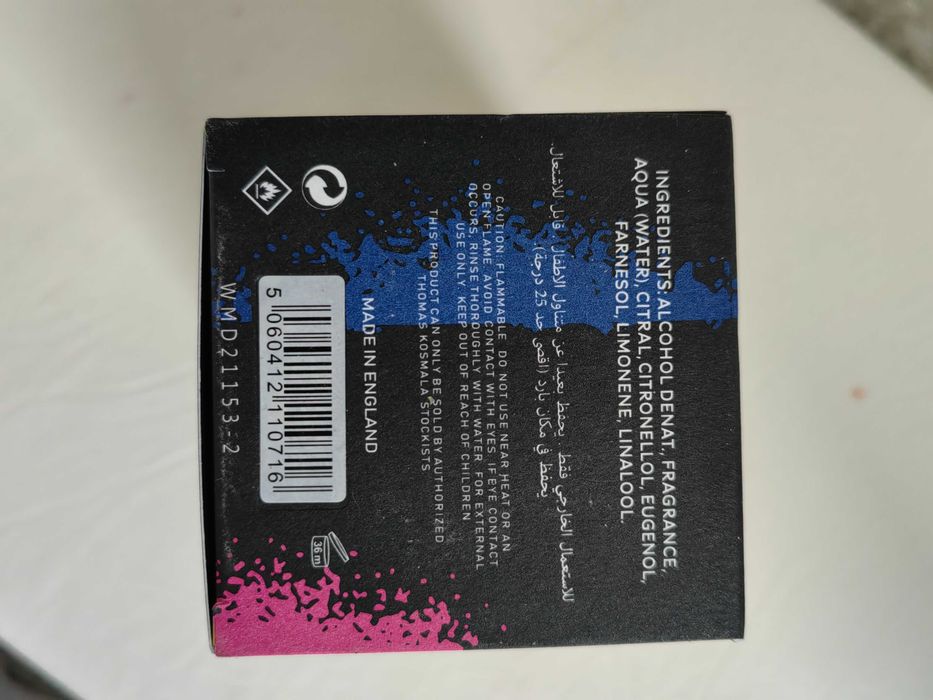 INGREDIENTS: ALCOHOL DENAT., FRAGRANCE,
AQUA (WATER), CITRAL, CITRONELLOL, EUGENOL,
FARNESOL, LIMONENE, LINALOOL.
للاستعمال الخارجي فقط. يحفظ بعيدا عن متناول الاطفال. قابل للاشتعال.
يحفظ في مكان بارد (اقصى حد 25 درجة).
CAUTION: FLAMMABLE. DO NOT USE NEAR HEAT OR AN
OPEN FLAME. AVOID CONTACT WITH EYES. IF EYE CONTACT
OCCURS, RINSE THOROUGHLY WITH WATER. FOR EXTERNAL
USE ONLY. KEEP OUT OF REACH OF CHILDREN
THIS PRODUCT CAN ONLY BE SOLD BY AUTHORIZED
THOMAS KOSMALA STOCKISTS
MADE IN ENGLAND
5 060412 110716
36 m
WMD21153-2